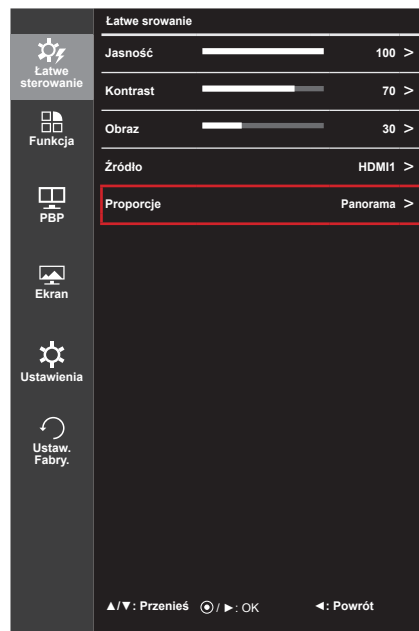 Łatwe srowanie
Łatwe
sterowanie
Funkcja
PBP
Ekran
Ustawienia
Ustaw.
Fabry.
Jasność 100 >
Kontrast 70 >
Obraz 30 >
Źródło HDMI1 >
Proporcje Panorama >
▲/▼: Przenieś ⦿/ ►: OK ◄: Powrót